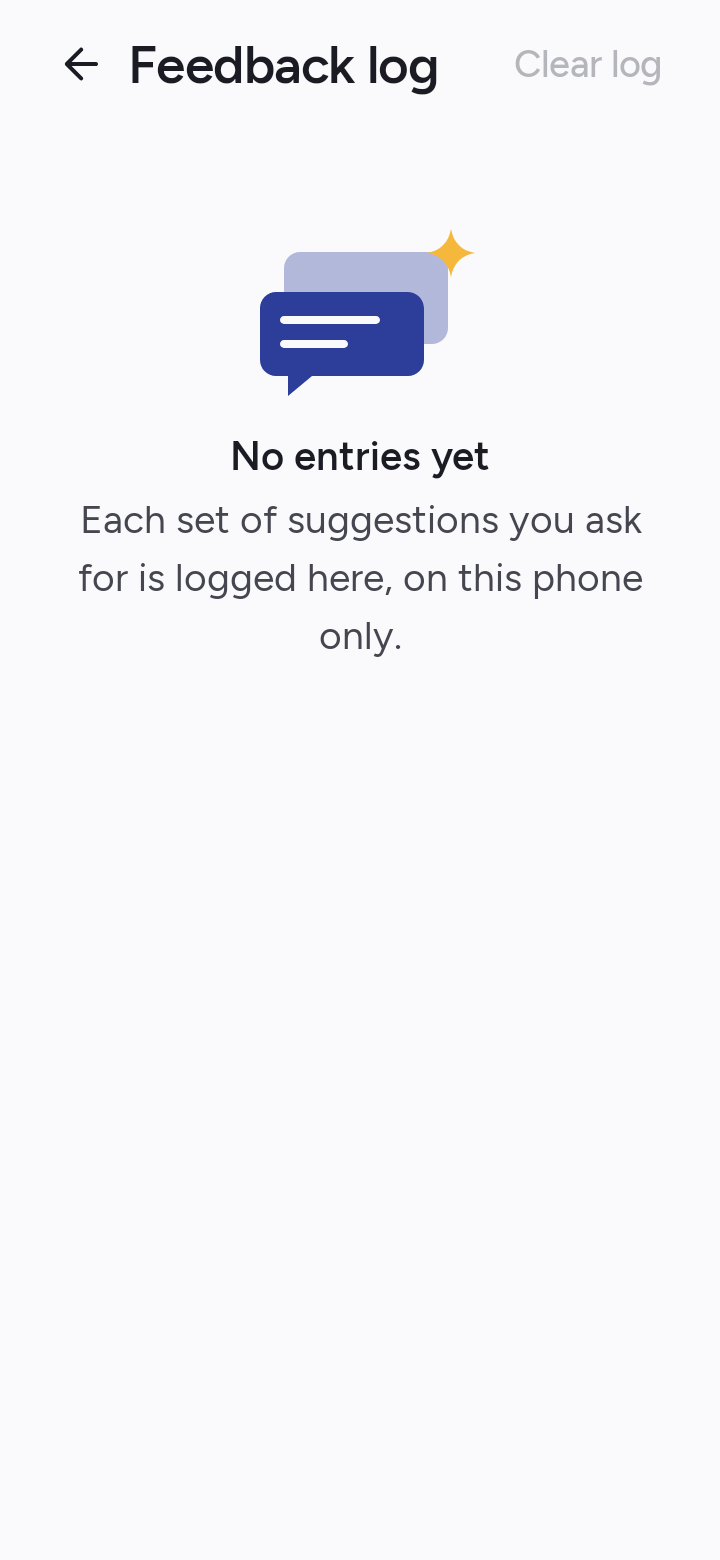 Feedback log
Clear log
No entries yet
Each set of suggestions you ask
for is logged here, on this phone
only.